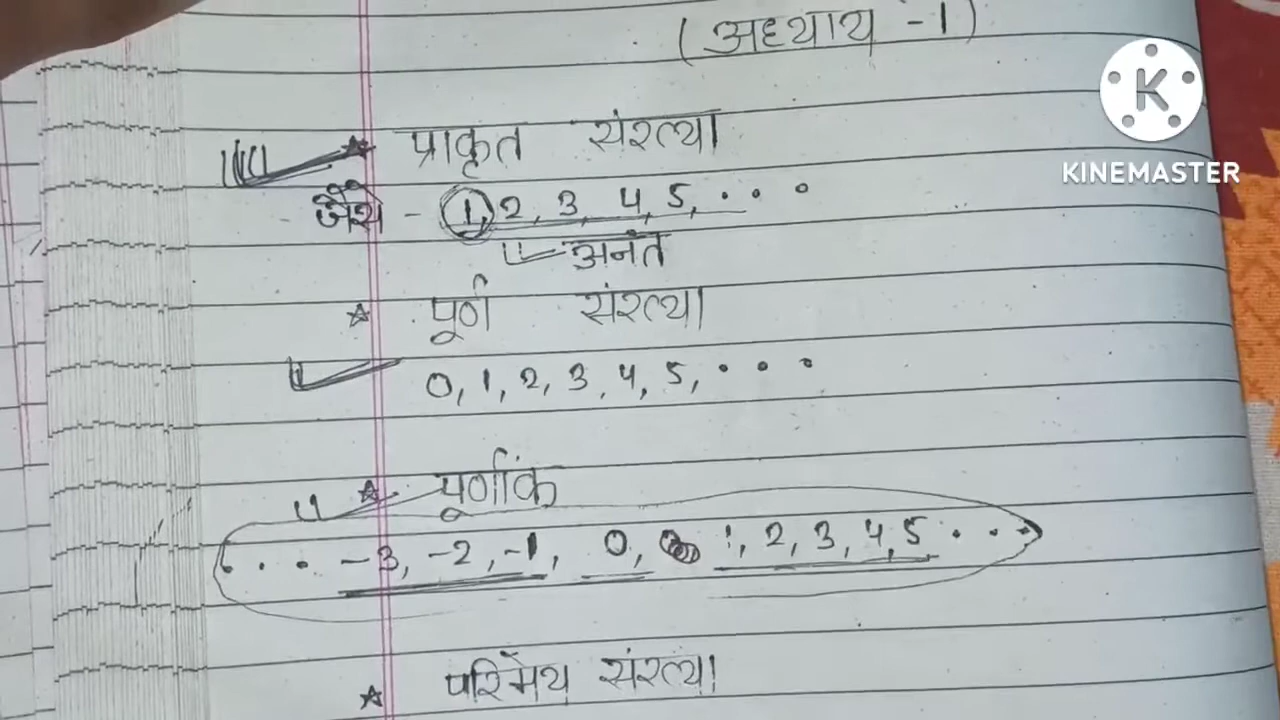 (अध्याय -1)
KINEMASTER
★ प्राकृत संख्या
जैसे - 1, 2, 3, 4, 5, . . .
अनंत
★ पूर्ण संख्या
0, 1, 2, 3, 4, 5, . . .
★ पूर्णांक
. . . -3, -2, -1, 0, 1, 2, 3, 4, 5 . . .
★ परिमेय संख्या